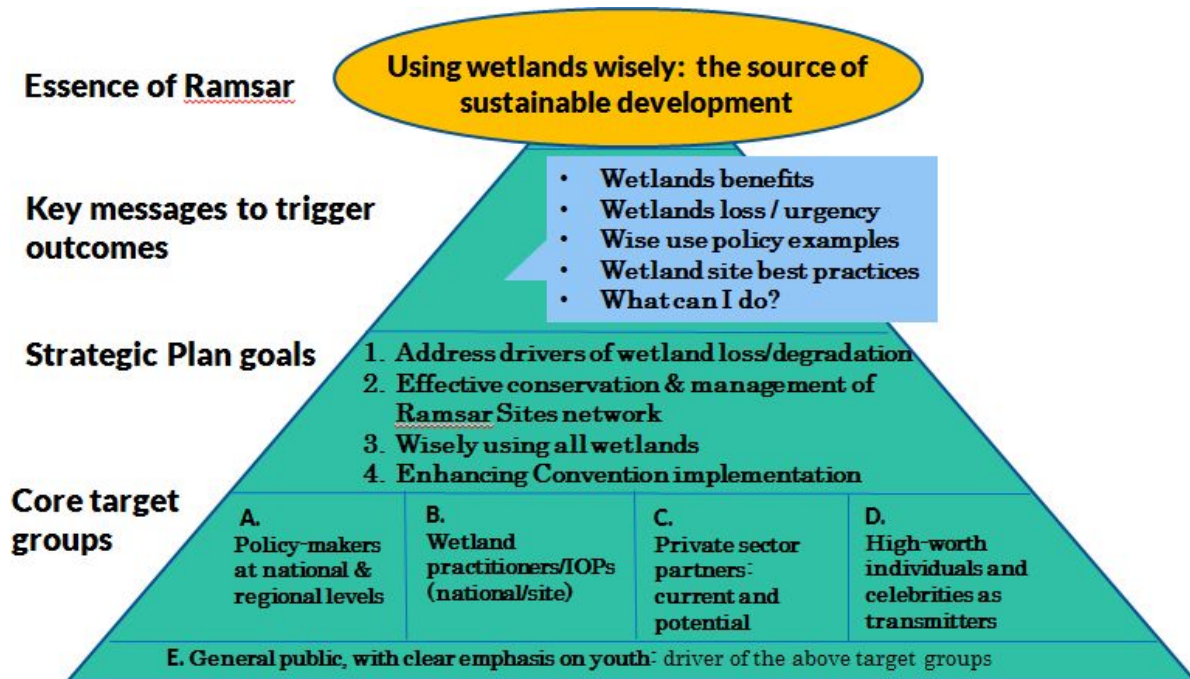 Essence of Ramsar
Using wetlands wisely: the source of
sustainable development
Key messages to trigger
outcomes
• Wetlands benefits
• Wetlands loss / urgency
• Wise use policy examples
• Wetland site best practices
• What can I do?
Strategic Plan goals
1. Address drivers of wetland loss/degradation
2. Effective conservation & management of
Ramsar Sites network
3. Wisely using all wetlands
4. Enhancing Convention implementation
Core target
groups
A.
Policy-makers
at national &
regional levels
B.
Wetland
practitioners/IOPs
(national/site)
C.
Private sector
partners:
current and
potential
D.
High-worth
individuals and
celebrities as
transmitters
E. General public, with clear emphasis on youth: driver of the above target groups